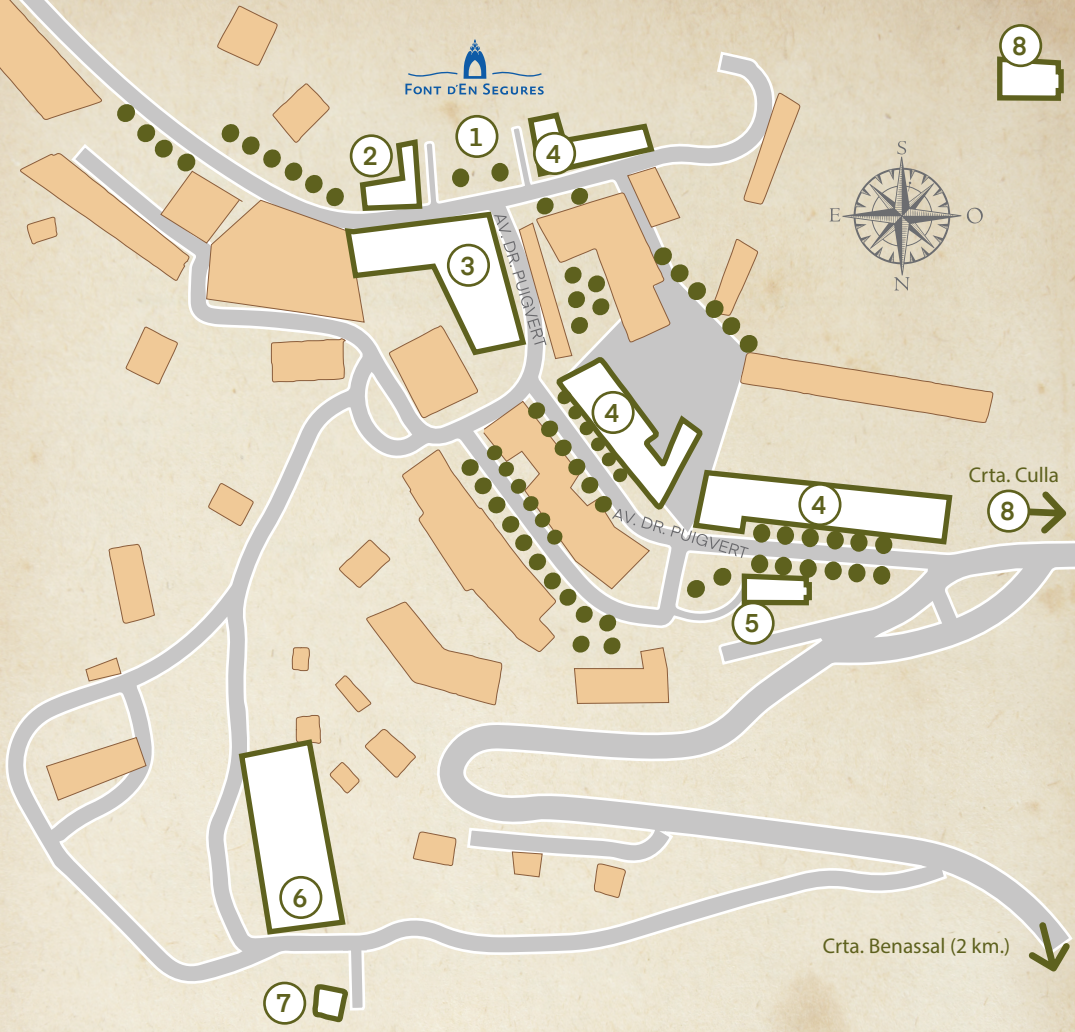 8
FONT D'EN SEGURES
1
2
4
S
E
O
N
AV. DR. PUIGVERT
3
4
Crta. Culla
8
4
AV. DR. PUIGVERT
5
6
Crta. Benassal (2 km.)
7